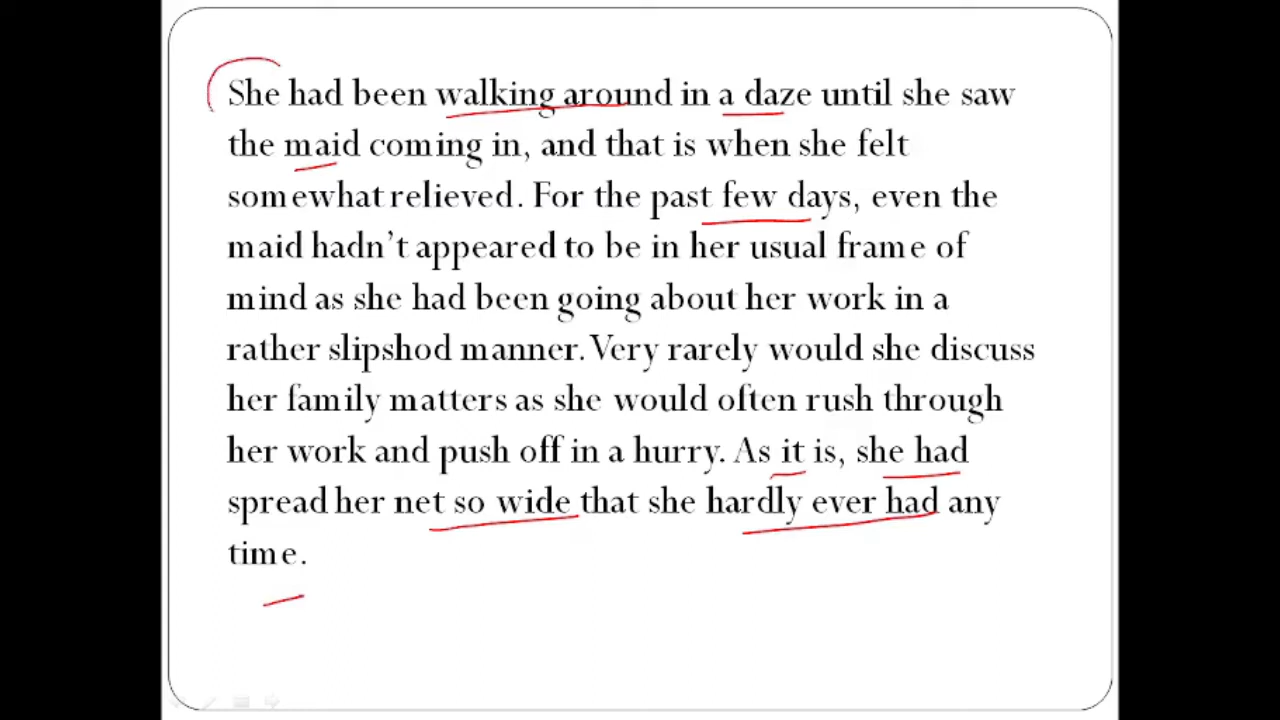 She had been walking around in a daze until she saw
the maid coming in, and that is when she felt
somewhat relieved. For the past few days, even the
maid hadn’t appeared to be in her usual frame of
mind as she had been going about her work in a
rather slipshod manner. Very rarely would she discuss
her family matters as she would often rush through
her work and push off in a hurry. As it is, she had
spread her net so wide that she hardly ever had any
time.